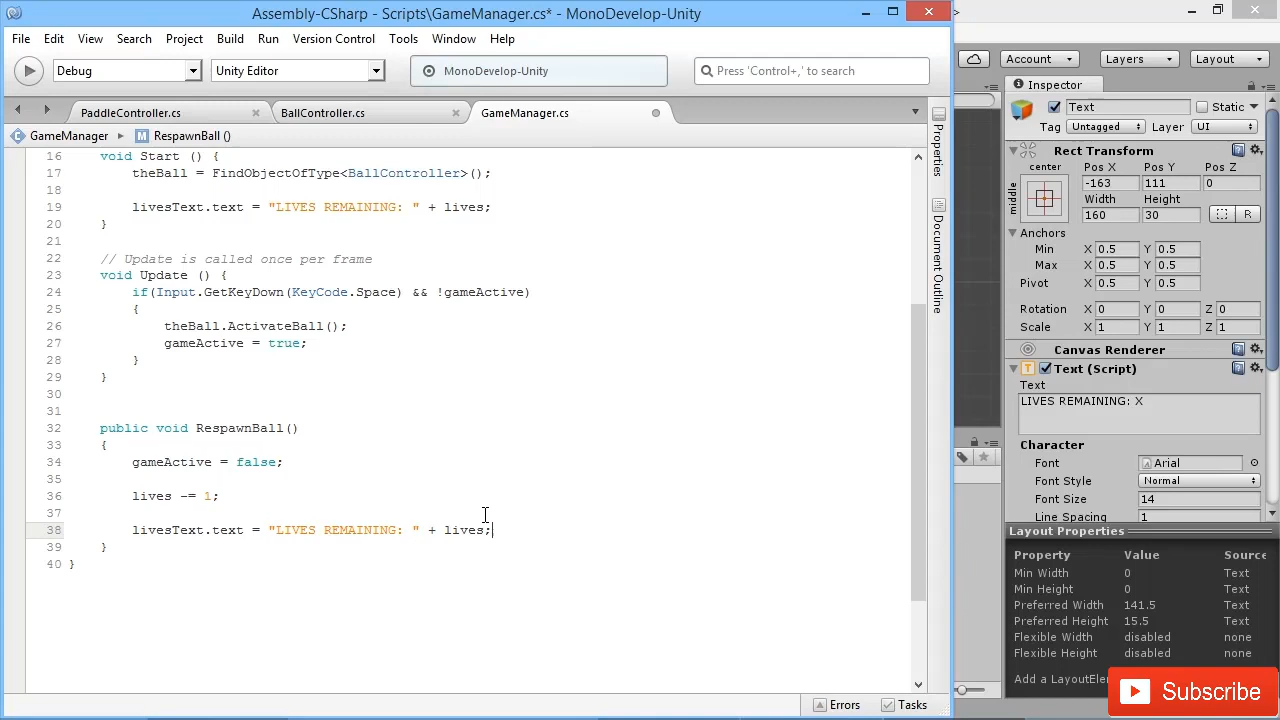 Assembly-CSharp - Scripts\GameManager.cs* - MonoDevelop-Unity
File Edit View Search Project Build Run Version Control Tools Window Help
Debug Unity Editor MonoDevelop-Unity Press 'Control+,' to search
PaddleController.cs BallController.cs GameManager.cs
GameManager RespawnBall ()
16 void Start () {
17 theBall = FindObjectOfType<BallController>();
18
19 livesText.text = "LIVES REMAINING: " + lives;
20 }
21
22 // Update is called once per frame
23 void Update () {
24 if(Input.GetKeyDown(KeyCode.Space) && !gameActive)
25 {
26 theBall.ActivateBall();
27 gameActive = true;
28 }
29 }
30
31
32 public void RespawnBall()
33 {
34 gameActive = false;
35
36 lives -= 1;
37
38 livesText.text = "LIVES REMAINING: " + lives;
39 }
40 }
Errors Tasks
Properties
Document Outline
Account Layers Layout
Inspector
Text Static
Tag Untagged Layer UI
Rect Transform
center Pos X Pos Y Pos Z
middle
-163 111 0
Width Height
160 30 R
Anchors
Min X 0.5 Y 0.5
Max X 0.5 Y 0.5
Pivot X 0.5 Y 0.5
Rotation X 0 Y 0 Z 0
Scale X 1 Y 1 Z 1
Canvas Renderer
Text (Script)
Text
LIVES REMAINING: X
Character
Font Arial
Font Style Normal
Font Size 14
Line Spacing 1
Layout Properties
Property Value Source
Min Width 0 Text
Min Height 0 Text
Preferred Width 141.5 Text
Preferred Height 15.5 Text
Flexible Width disabled none
Flexible Height disabled none
Add a LayoutEle
Subscribe